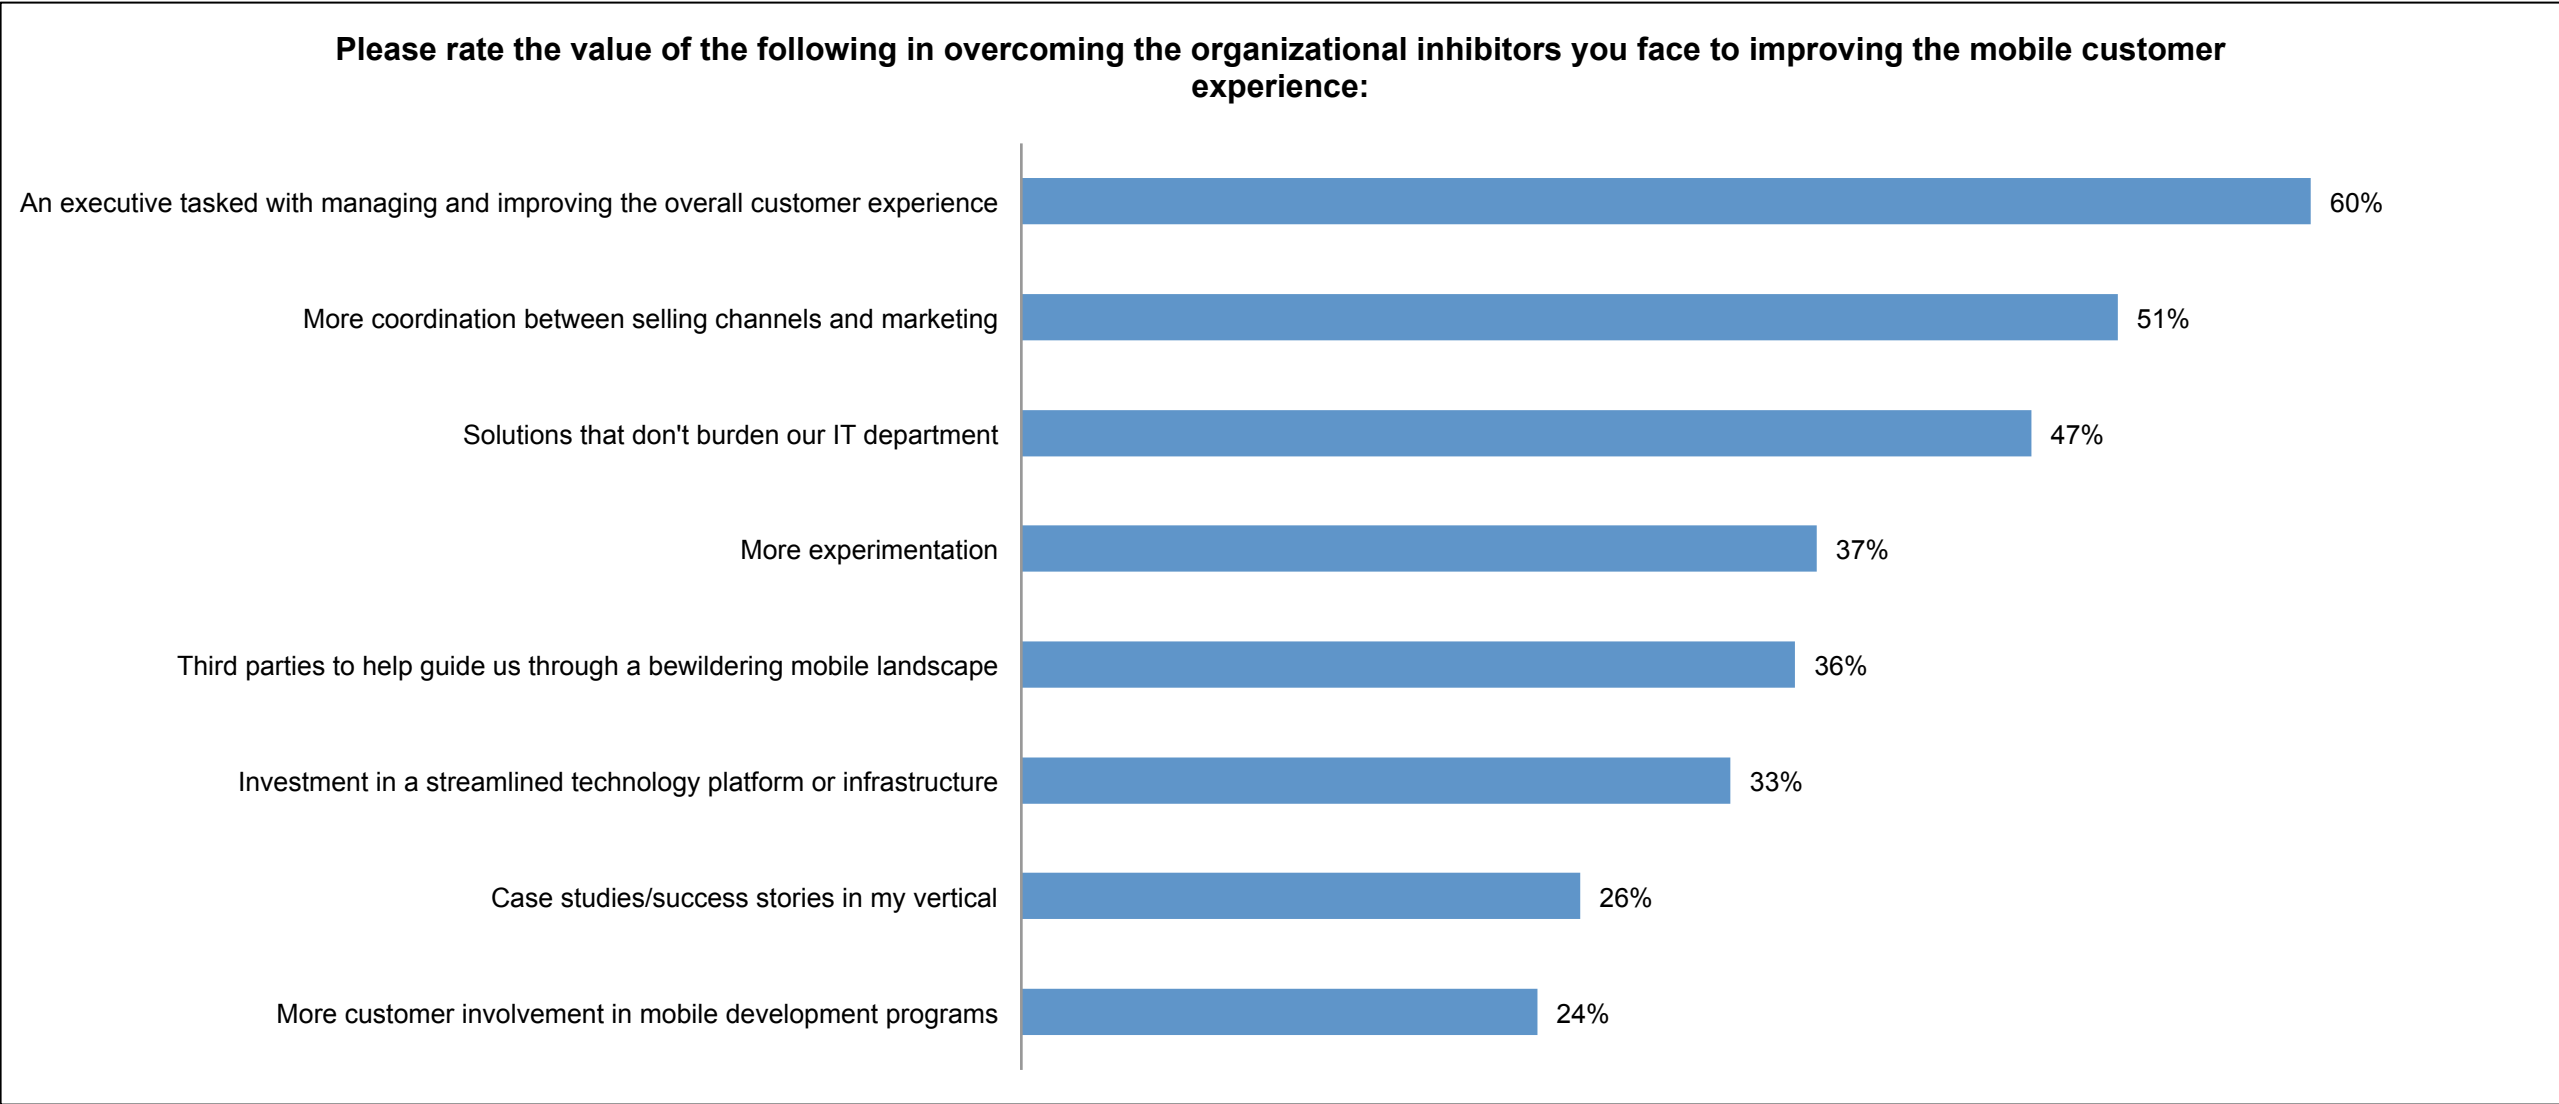 Please rate the value of the following in overcoming the organizational inhibitors you face to improving the mobile customer
experience:
An executive tasked with managing and improving the overall customer experience 60%
More coordination between selling channels and marketing 51%
Solutions that don't burden our IT department 47%
More experimentation 37%
Third parties to help guide us through a bewildering mobile landscape 36%
Investment in a streamlined technology platform or infrastructure 33%
Case studies/success stories in my vertical 26%
More customer involvement in mobile development programs 24%